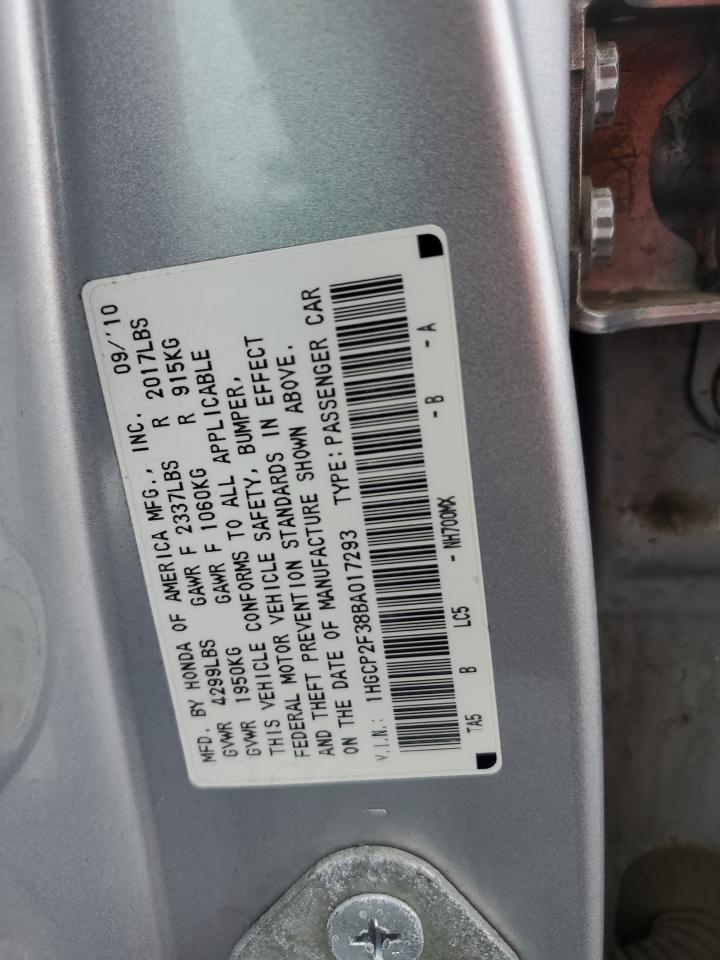 MFD. BY HONDA OF AMERICA MFG., INC. 09/'10
GVWR 4299LBS GAWR F 2337LBS R 2017LBS
GVWR 1950KG GAWR F 1060KG R 915KG
THIS VEHICLE CONFORMS TO ALL APPLICABLE
FEDERAL MOTOR VEHICLE SAFETY, BUMPER,
AND THEFT PREVENTION STANDARDS IN EFFECT
ON THE DATE OF MANUFACTURE SHOWN ABOVE.
V.I.N.: 1HGCP2F38BA017293 TYPE: PASSENGER CAR
TA5 B LC5 - NH700MX - B - A